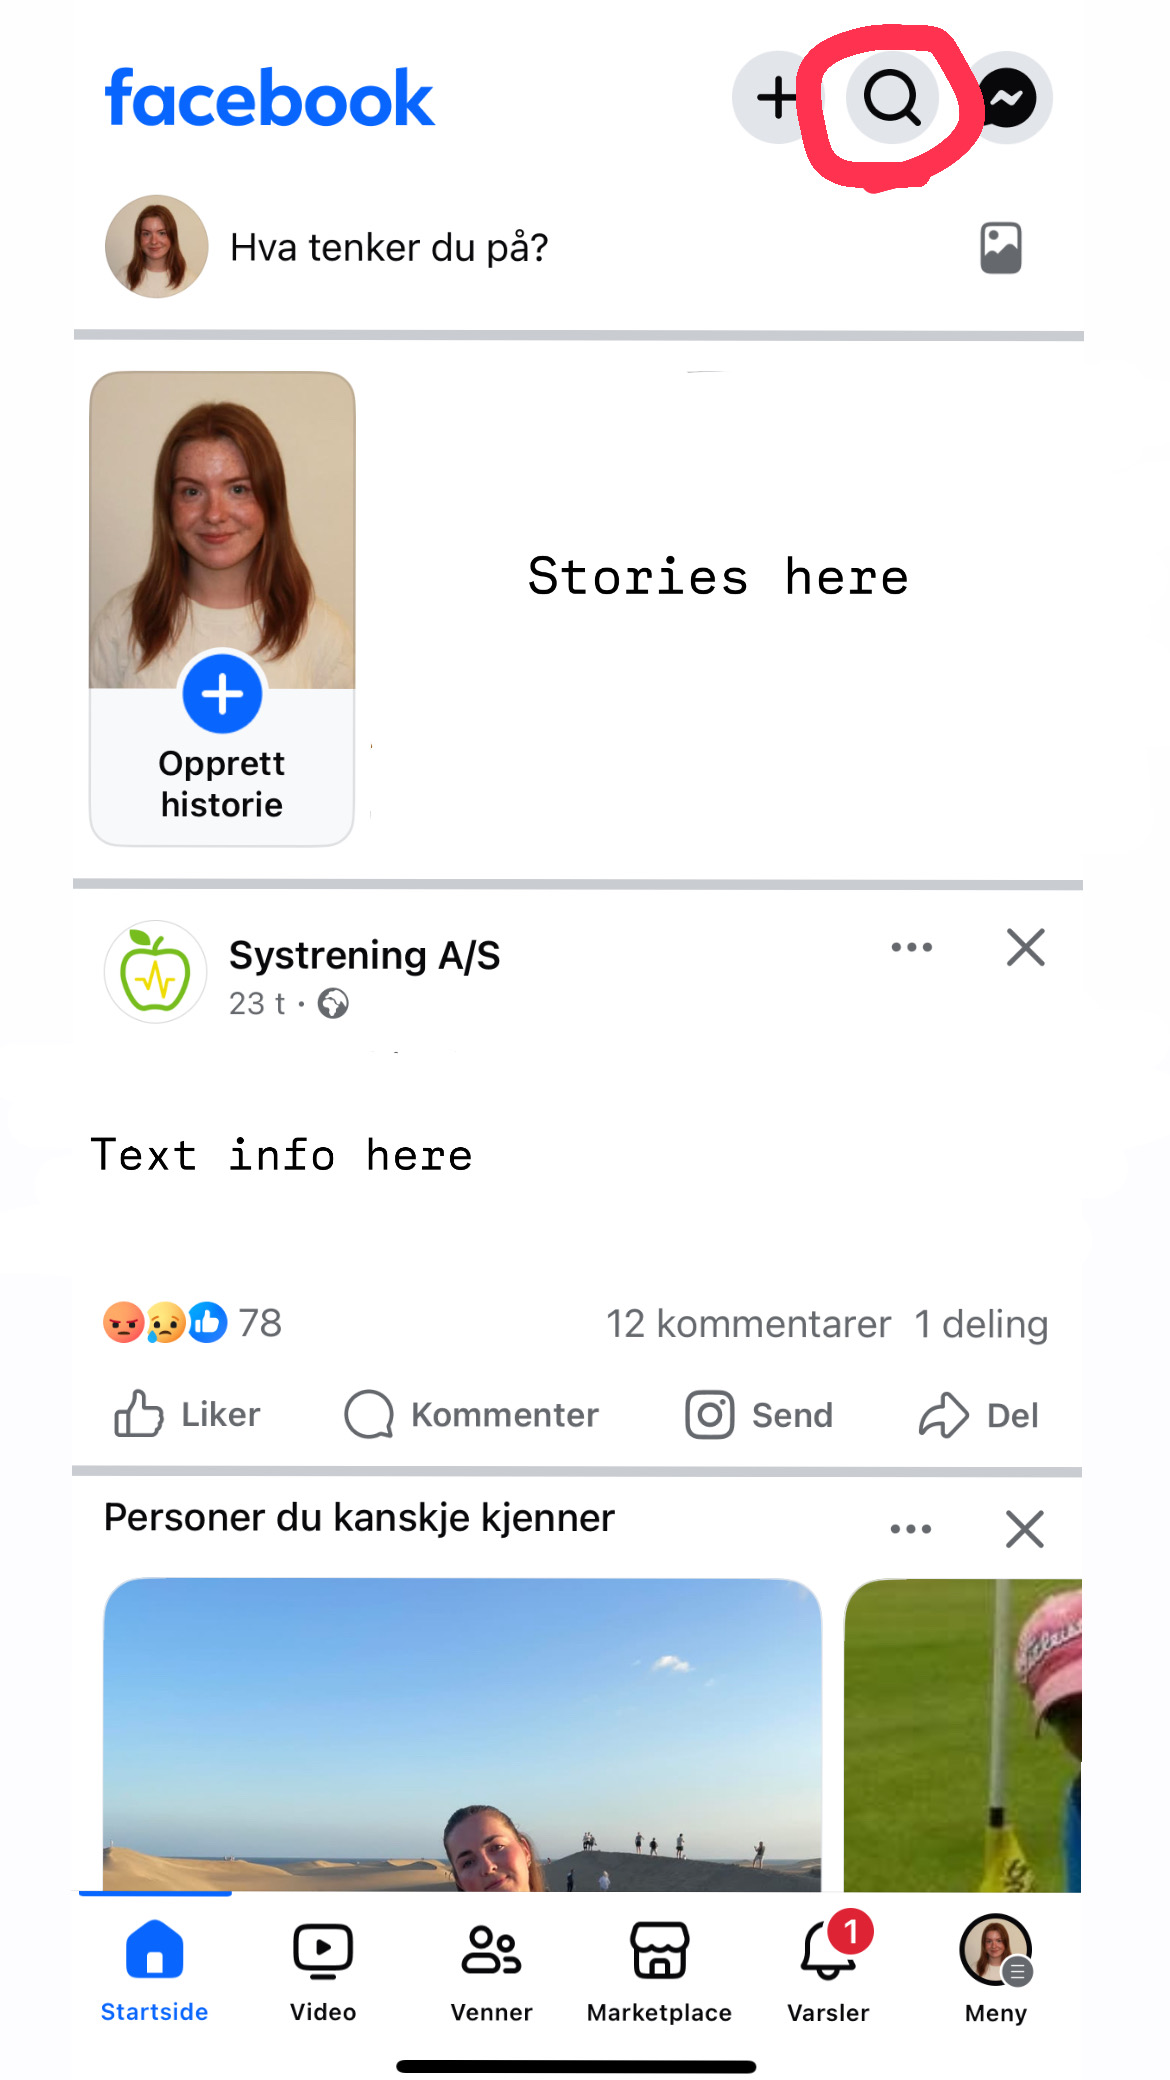 facebook
Hva tenker du på?
Stories here
Opprett
historie
Systrening A/S
23 t ·
Text info here
78 12 kommentarer 1 deling
Liker Kommenter Send Del
Personer du kanskje kjenner
1
Startside Video Venner Marketplace Varsler Meny